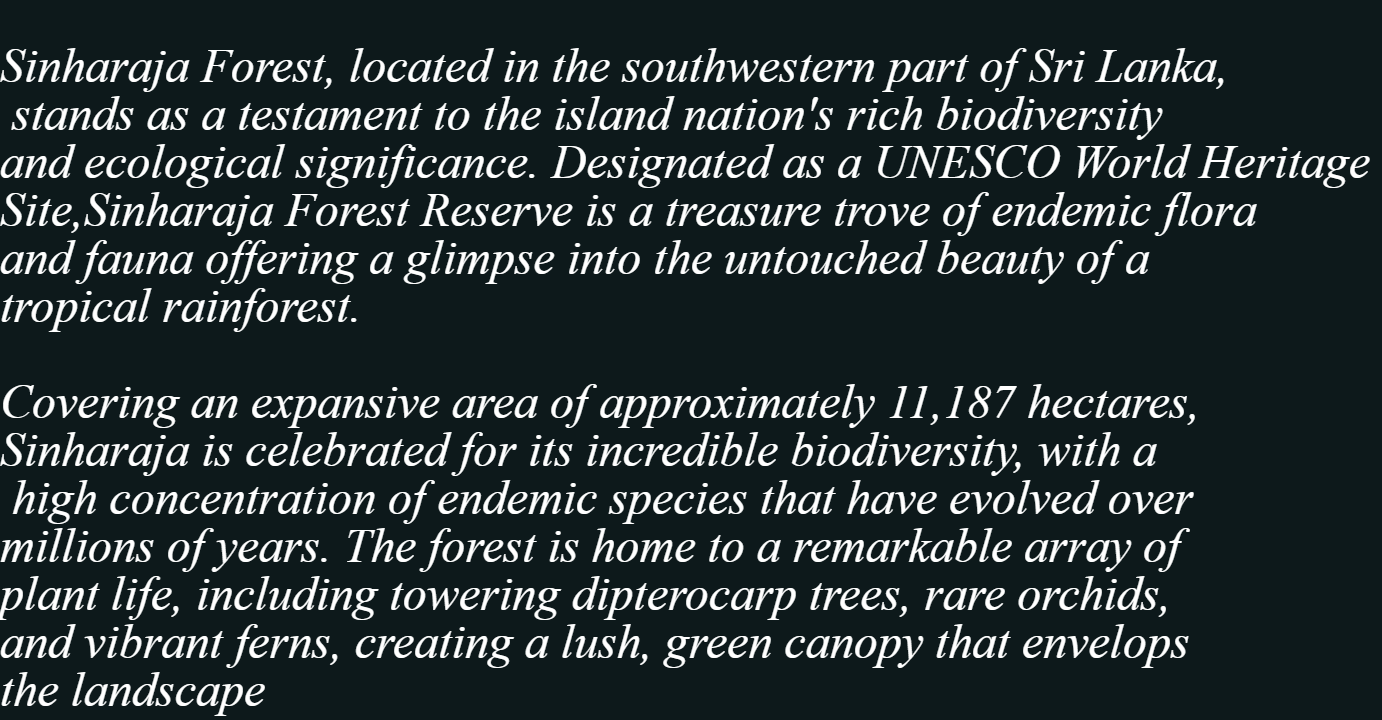 Sinharaja Forest, located in the southwestern part of Sri Lanka,
stands as a testament to the island nation's rich biodiversity
and ecological significance. Designated as a UNESCO World Heritage
Site,Sinharaja Forest Reserve is a treasure trove of endemic flora
and fauna offering a glimpse into the untouched beauty of a
tropical rainforest.

Covering an expansive area of approximately 11,187 hectares,
Sinharaja is celebrated for its incredible biodiversity, with a
high concentration of endemic species that have evolved over
millions of years. The forest is home to a remarkable array of
plant life, including towering dipterocarp trees, rare orchids,
and vibrant ferns, creating a lush, green canopy that envelops
the landscape